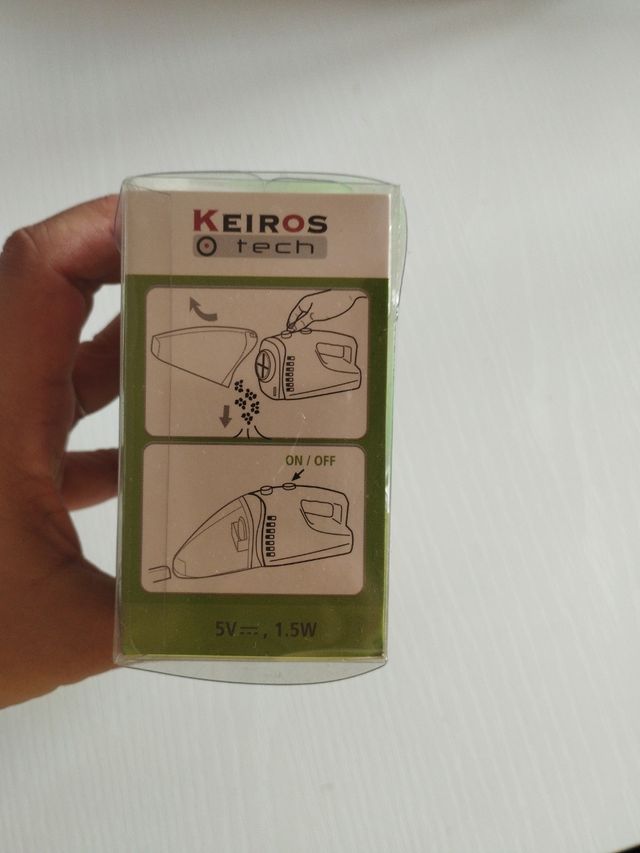 KEIROS
tech
ON / OFF
5V⎓, 1.5W